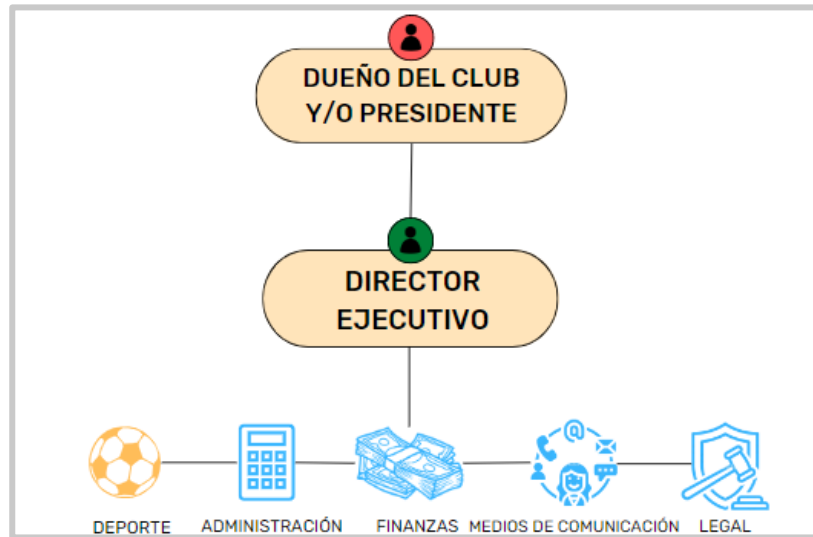 DUEÑO DEL CLUB
Y/O PRESIDENTE
DIRECTOR
EJECUTIVO
@
DEPORTE ADMINISTRACIÓN FINANZAS MEDIOS DE COMUNICACIÓN LEGAL